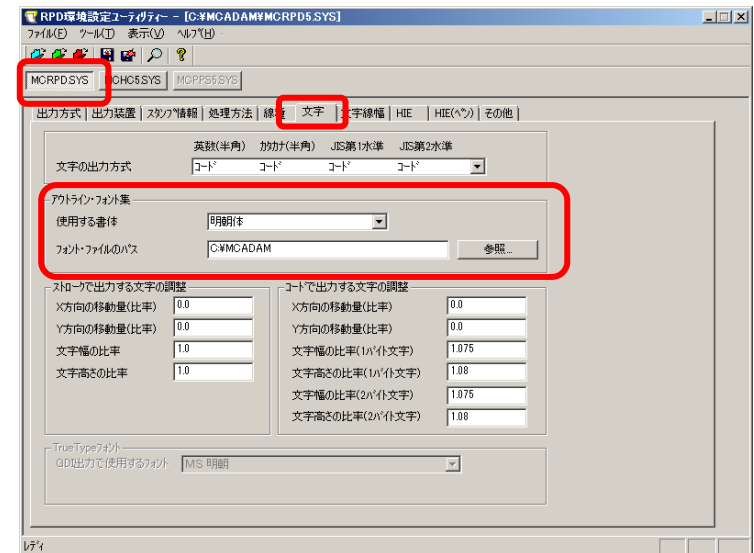 RPD環境設定ユーティリティー - [C:¥MCADAM¥MCRPD5.SYS]
ファイル(F) ツール(T) 表示(V) ヘルプ(H)
MCRPD.SYS MCHC5.SYS MCPPS5.SYS
出力方式 出力装置 スタンプ情報 処理方法 線種 文字 文字線幅 HIE HIE(ペン) その他
英数(半角) カタカナ(半角) JIS第1水準 JIS第2水準
文字の出力方式 コード コード コード コード
アウトライン・フォント集
使用する書体 明朝体
フォント・ファイルのパス C:¥MCADAM 参照...
ストロークで出力する文字の調整
X方向の移動量(比率) 0.0
Y方向の移動量(比率) 0.0
文字幅の比率 1.0
文字高さの比率 1.0
コードで出力する文字の調整
X方向の移動量(比率) 0.0
Y方向の移動量(比率) 0.0
文字幅の比率(1バイト文字) 1.075
文字高さの比率(1バイト文字) 1.08
文字幅の比率(2バイト文字) 1.075
文字高さの比率(2バイト文字) 1.08
TrueTypeフォント
GDI出力で使用するフォント MS 明朝
レディ